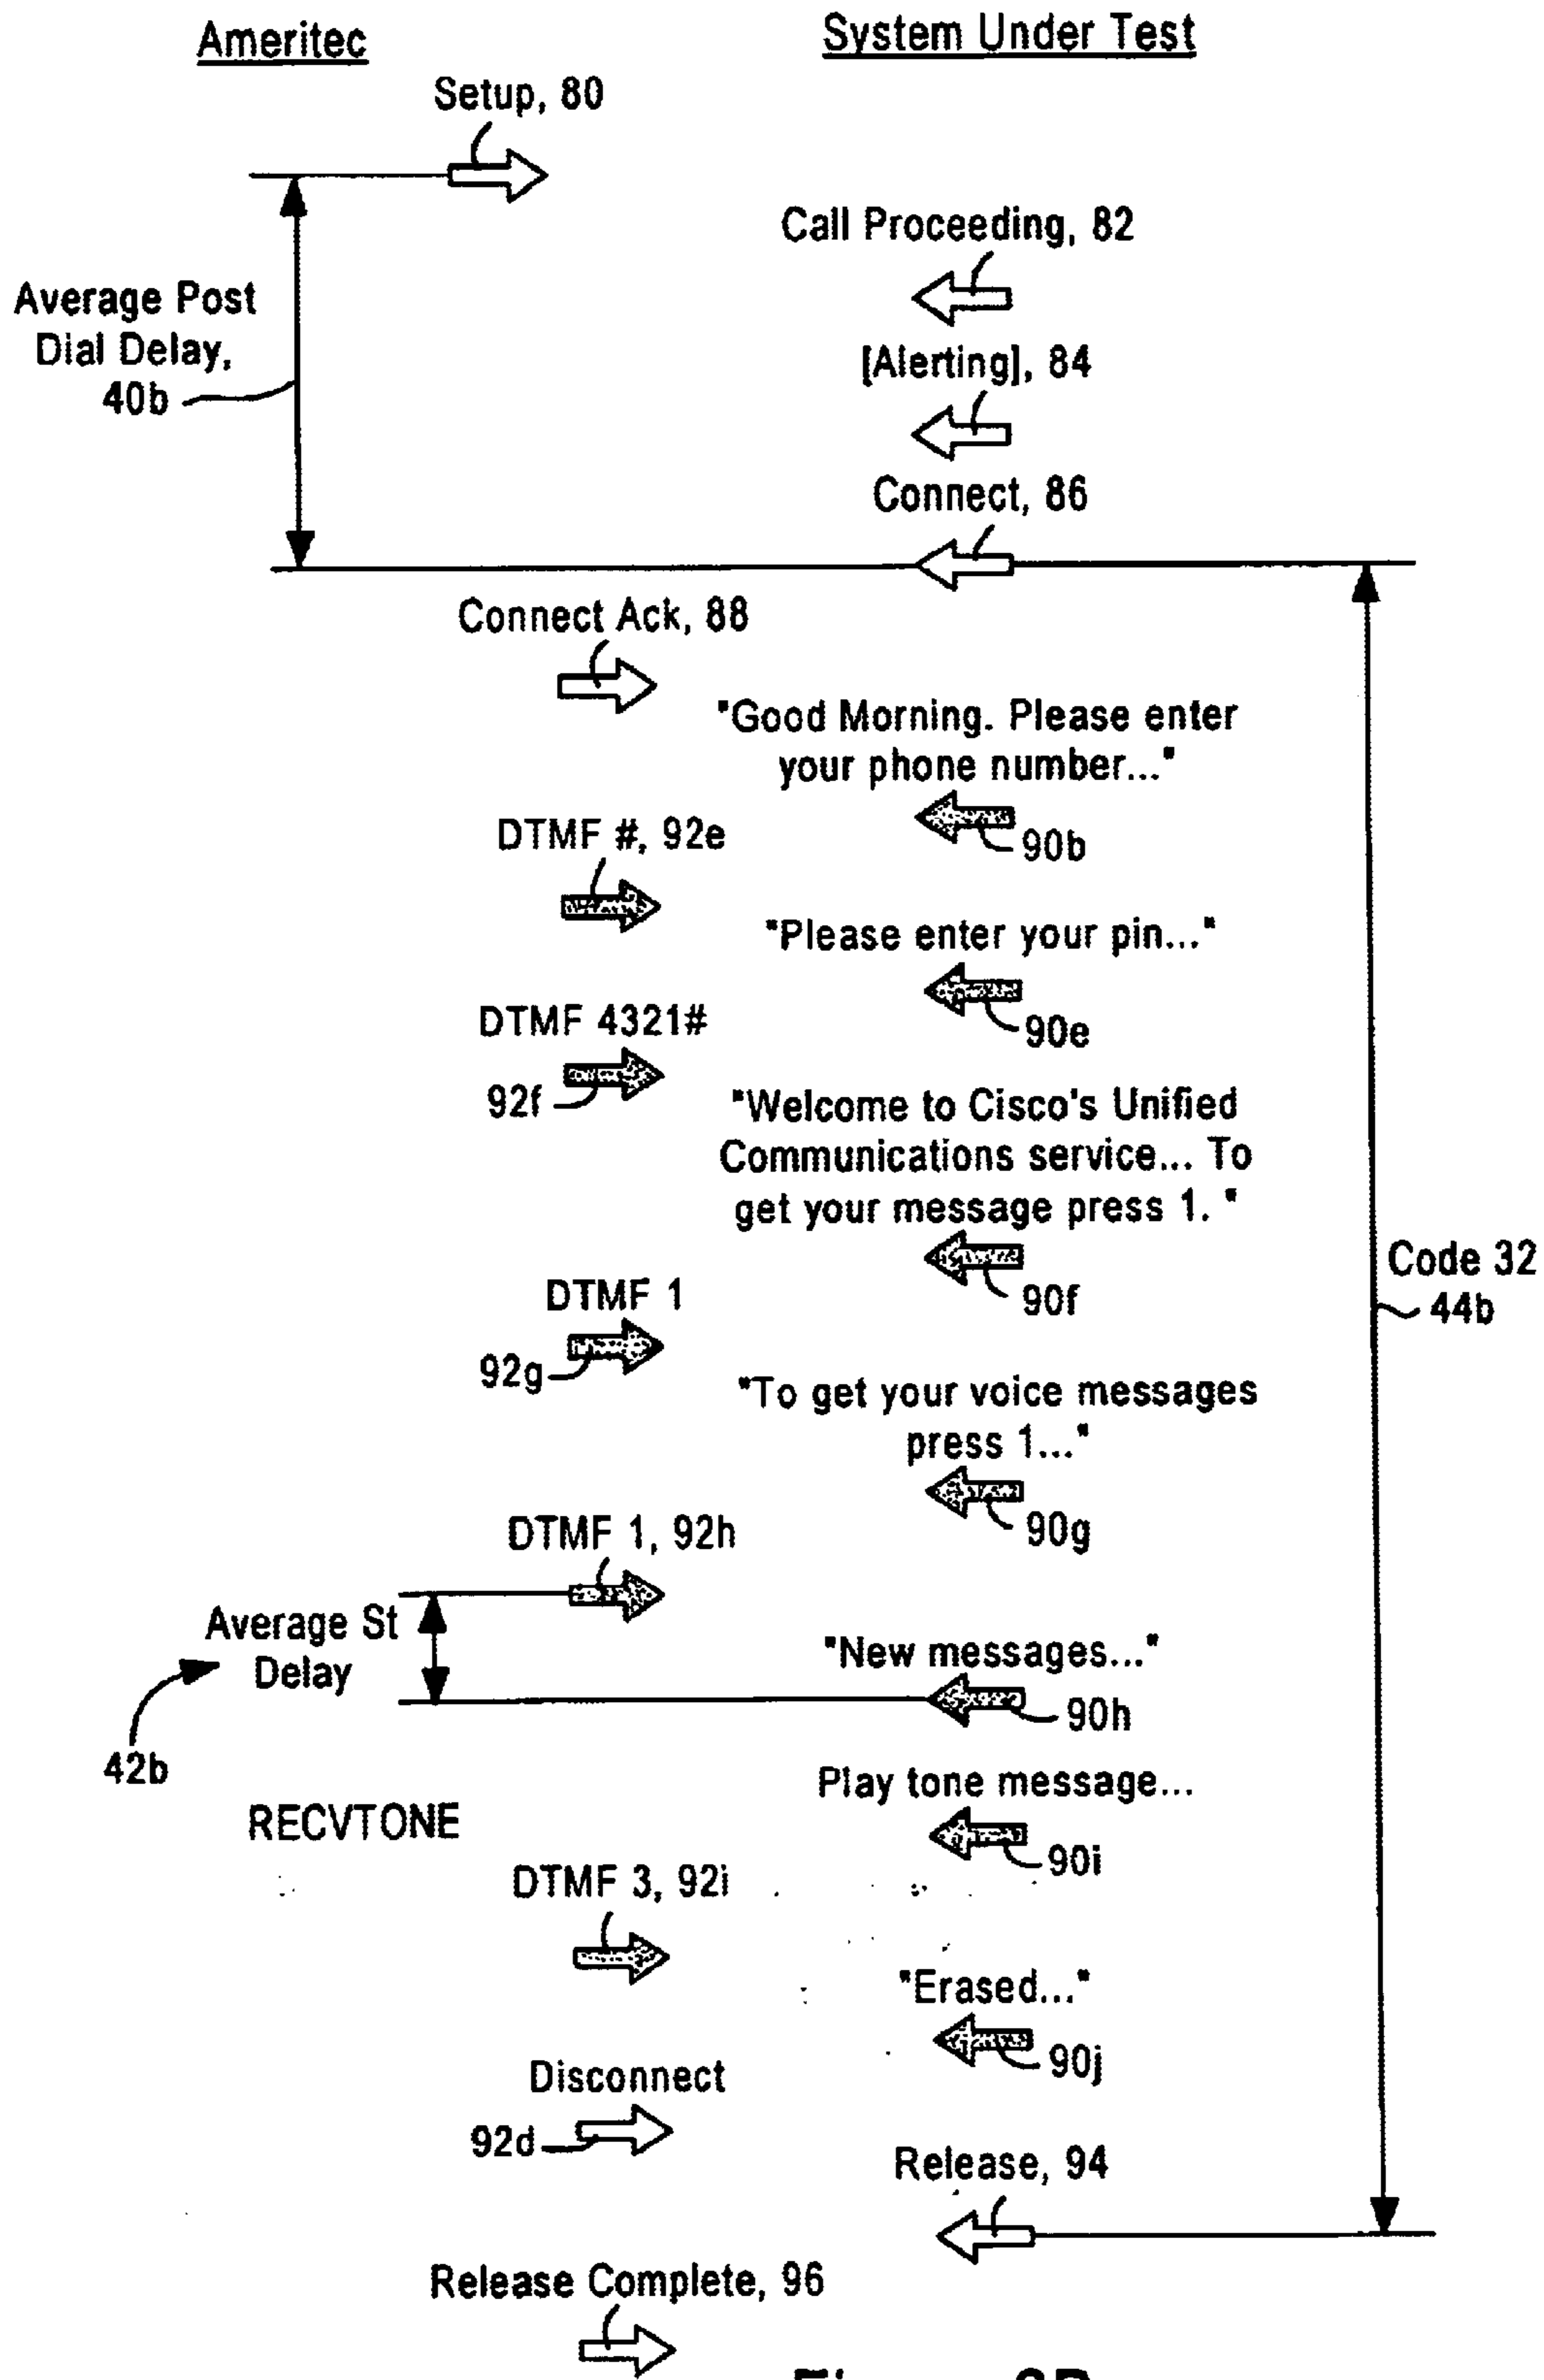 Ameritec
System Under Test
Setup, 80
Call Proceeding, 82
Average Post
Dial Delay,
40b
[Alerting], 84
Connect, 86
Connect Ack, 88
"Good Morning. Please enter
your phone number..."
90b
DTMF #, 92e
"Please enter your pin..."
90e
DTMF 4321#
92f
"Welcome to Cisco's Unified
Communications service... To
get your message press 1. "
90f
Code 32
44b
DTMF 1
92g
"To get your voice messages
press 1..."
90g
DTMF 1, 92h
Average St
Delay
42b
"New messages..."
90h
Play tone message...
90i
RECVTONE
DTMF 3, 92i
"Erased..."
90j
Disconnect
92d
Release, 94
Release Complete, 96